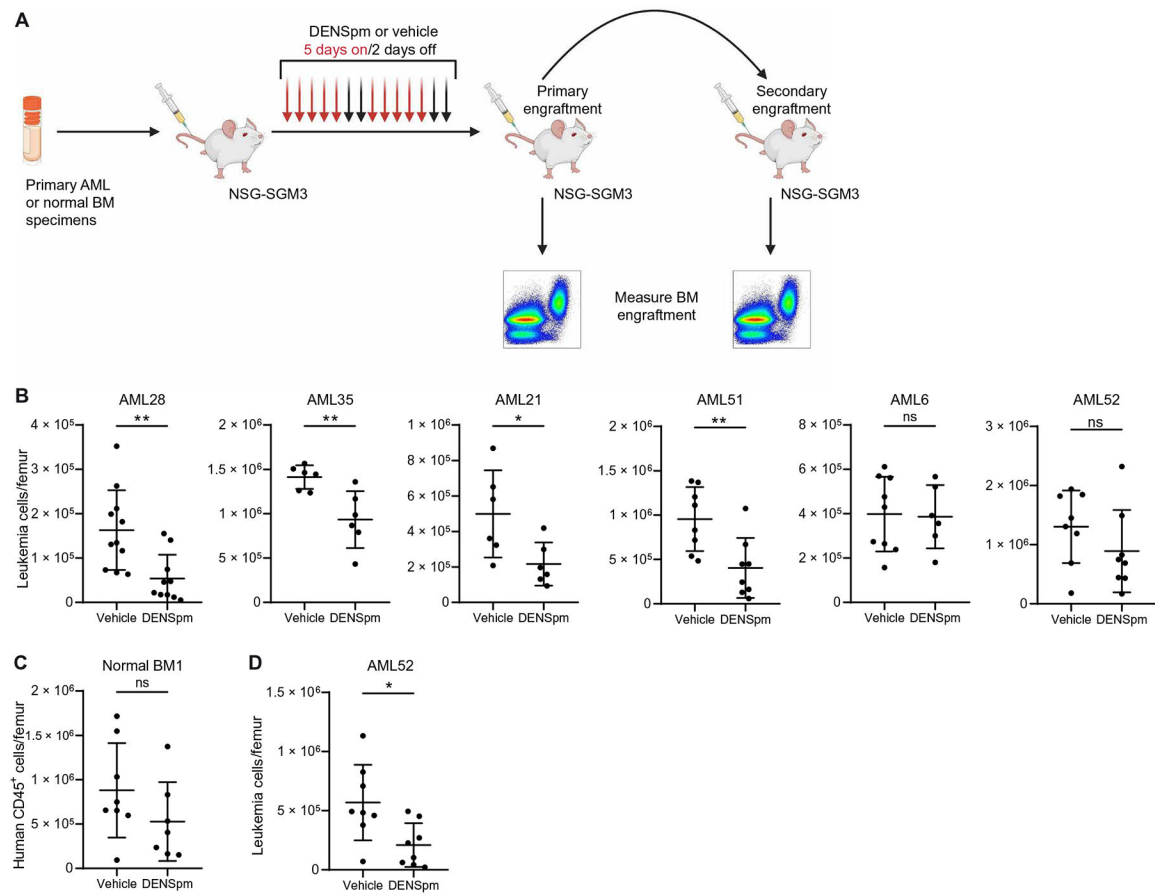 A
DENSpm or vehicle
5 days on/2 days off
Primary
engraftment
Secondary
engraftment
Primary AML
or normal BM
specimens
NSG-SGM3
NSG-SGM3
NSG-SGM3
Measure BM
engraftment
B
AML28
AML35
AML21
AML51
AML6
AML52
**
**
*
**
ns
ns
Leukemia cells/femur
4 × 10⁵
3 × 10⁵
2 × 10⁵
1 × 10⁵
0
Vehicle DENSpm
2 × 10⁶
1.5 × 10⁶
1 × 10⁶
5 × 10⁵
0
Vehicle DENSpm
1 × 10⁶
8 × 10⁵
6 × 10⁵
4 × 10⁵
2 × 10⁵
0
Vehicle DENSpm
2 × 10⁶
1.5 × 10⁶
1 × 10⁶
5 × 10⁵
0
Vehicle DENSpm
8 × 10⁵
6 × 10⁵
4 × 10⁵
2 × 10⁵
0
Vehicle DENSpm
3 × 10⁶
2 × 10⁶
1 × 10⁶
0
Vehicle DENSpm
C
Normal BM1
ns
Human CD45⁺ cells/femur
2 × 10⁶
1.5 × 10⁶
1 × 10⁶
5 × 10⁵
0
Vehicle DENSpm
D
AML52
*
Leukemia cells/femur
1.5 × 10⁶
1 × 10⁶
5 × 10⁵
0
Vehicle DENSpm